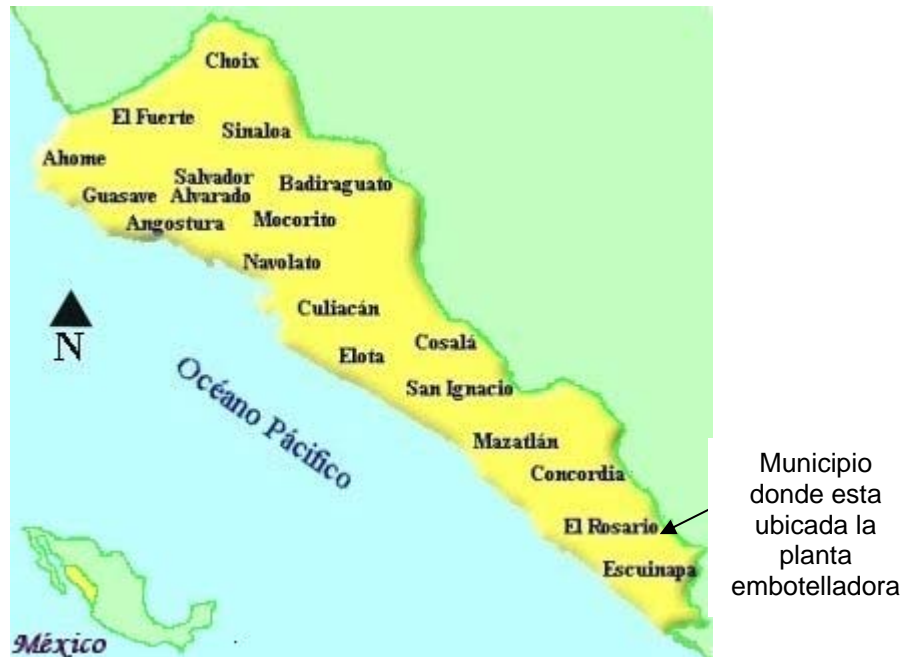 Choix
El Fuerte
Sinaloa
Ahome
Salvador
Alvarado
Badiraguato
Guasave
Angostura
Mocorito
Navolato
Culiacán
N
Cosalá
Elota
San Ignacio
Océano Pácifico
Mazatlán
Concordia
El Rosario
Escuinapa
México
Municipio
donde esta
ubicada la
planta
embotelladora